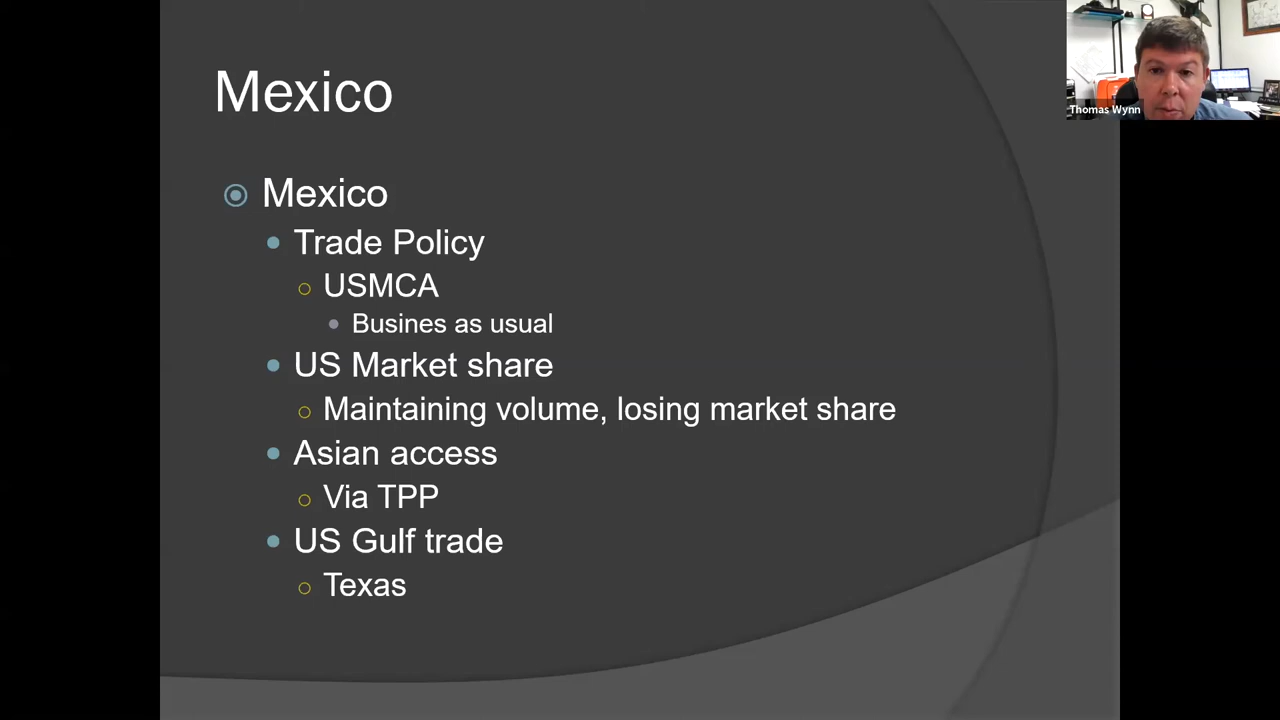 Mexico
Thomas Wynn
Mexico
Trade Policy
USMCA
Busines as usual
US Market share
Maintaining volume, losing market share
Asian access
Via TPP
US Gulf trade
Texas